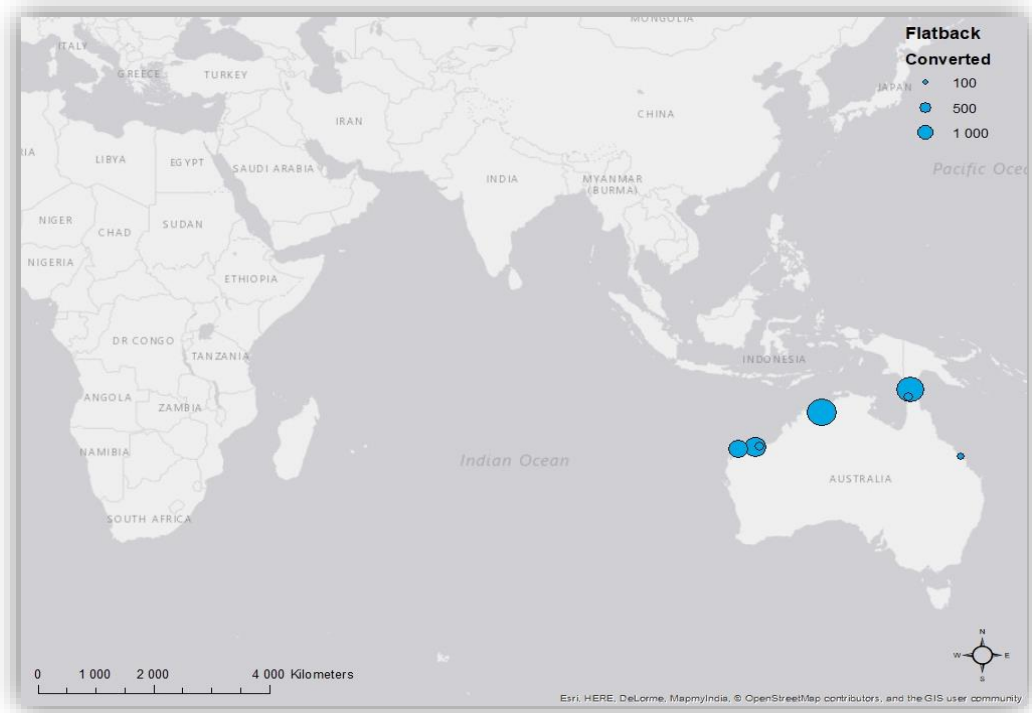 MONGOLIA
ITALY
GREECE
TURKEY
IRAN
CHINA
JAPAN
Flatback
Converted
100
500
1 000
RIA
LIBYA
EGYPT
SAUDI ARABIA
INDIA
MYANMAR
(BURMA)
Pacific Ocea
NIGER
CHAD
SUDAN
NIGERIA
ETHIOPIA
DR CONGO
TANZANIA
INDONESIA
ANGOLA
ZAMBIA
NAMIBIA
Indian Ocean
AUSTRALIA
SOUTH AFRICA
N
W
E
S
0 1 000 2 000 4 000 Kilometers
Esri, HERE, DeLorme, MapmyIndia, © OpenStreetMap contributors, and the GIS user community